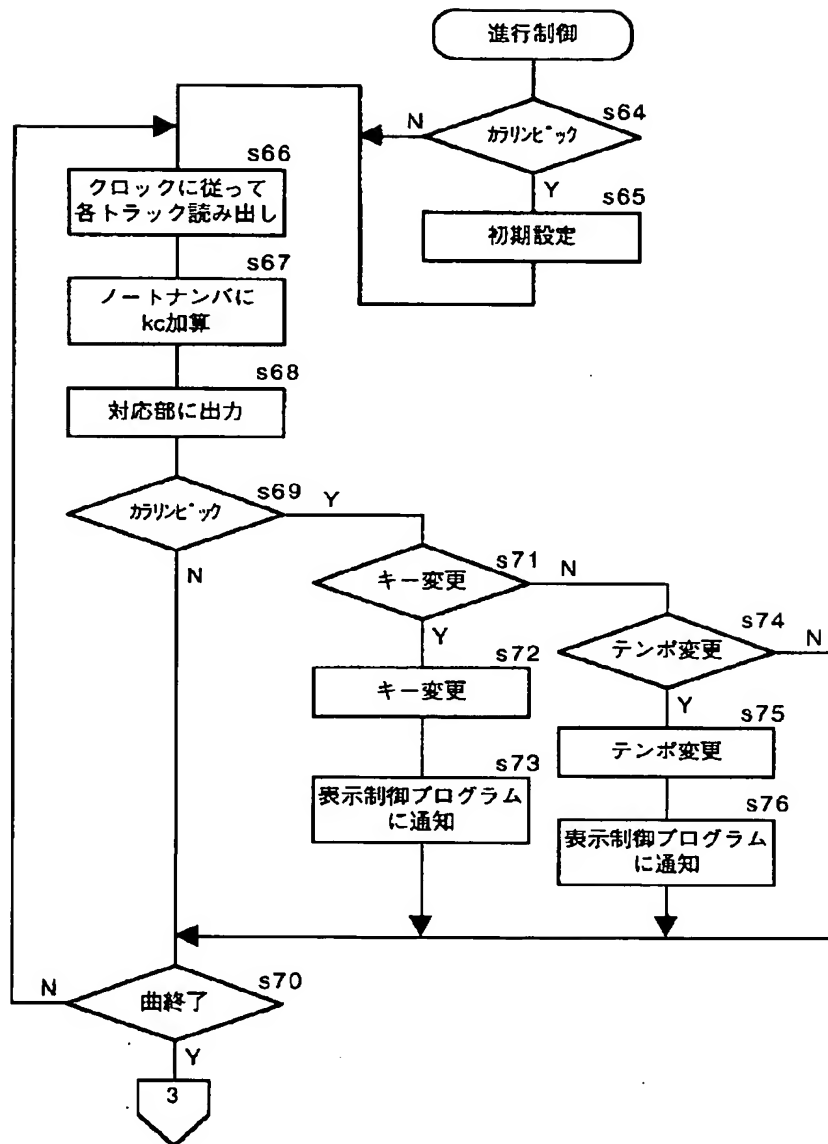 進行制御
s64
カラリンピック
N
Y
s65
初期設定
s66
クロックに従って
各トラック読み出し
s67
ノートナンバに
kc加算
s68
対応部に出力
s69
カラリンピック
Y
N
s71
キー変更
N
Y
s72
キー変更
s73
表示制御プログラム
に通知
s74
テンポ変更
N
Y
s75
テンポ変更
s76
表示制御プログラム
に通知
s70
曲終了
N
Y
3